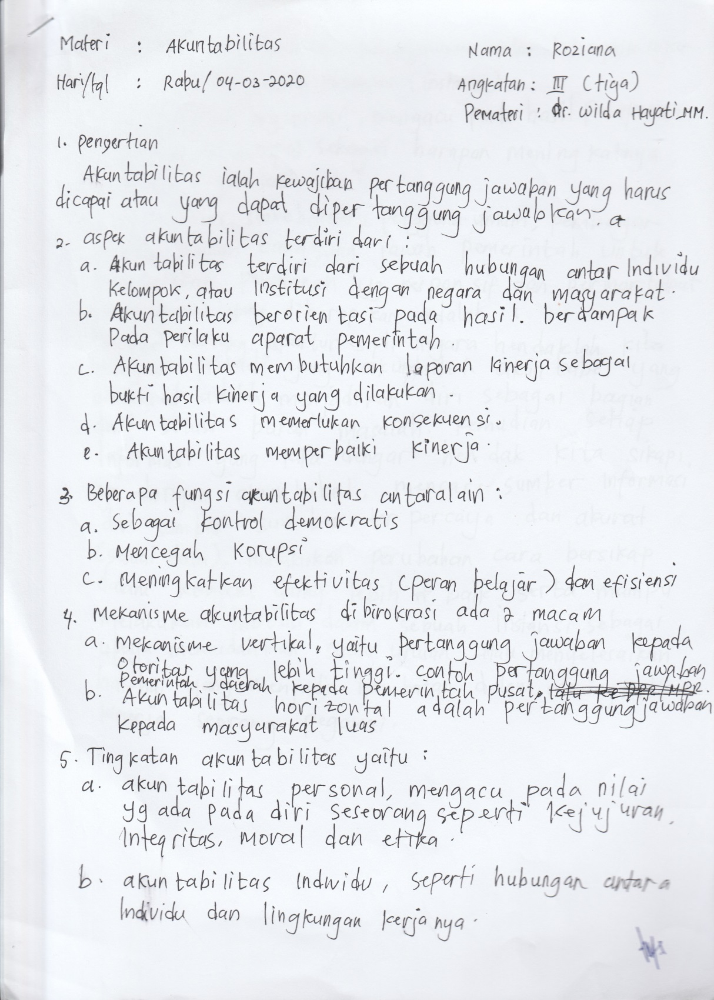 Materi : Akuntabilitas
Nama : Roziana
Hari/tgl : Rabu/ 04-03-2020
Angkatan : III (tiga)
Pemateri : dr. Wilda Hayati, MM.
1. Pengertian
Akuntabilitas ialah kewajiban pertanggung jawaban yang harus
dicapai atau yang dapat dipertanggung jawabkan. a
2. aspek akuntabilitas terdiri dari :
a. Akuntabilitas terdiri dari sebuah hubungan antar Individu
Kelompok, atau Institusi dengan negara dan masyarakat.
b. Akuntabilitas berorientasi pada hasil. berdampak
Pada perilaku aparat pemerintah.
c. Akuntabilitas membutuhkan laporan kinerja sebagai
bukti hasil kinerja yang dilakukan.
d. Akuntabilitas memerlukan konsekuensi.
e. Akuntabilitas memperbaiki kinerja.
3. Beberapa fungsi akuntabilitas antaralain :
a. Sebagai kontrol demokratis
b. Mencegah korupsi
c. Meningkatkan efektivitas (peran belajar) dan efisiensi
4. Mekanisme akuntabilitas dibirokrasi ada 2 macam
a. Mekanisme vertikal, yaitu pertanggung jawaban kepada
Otoritas yang lebih tinggi. contoh pertanggung jawaban
Pemerintah daerah kepada pemerintah pusat, lalu ke DPR/MPR.
b. Akuntabilitas horizontal adalah pertanggung jawaban
kepada masyarakat luas
5. Tingkatan akuntabilitas yaitu :
a. akuntabilitas personal, mengacu pada nilai
yg ada pada diri seseorang seperti kejujuran,
Integritas, moral dan etika.
b. akuntabilitas Indwidu, seperti hubungan antara
Individu dan lingkungan kerjanya.